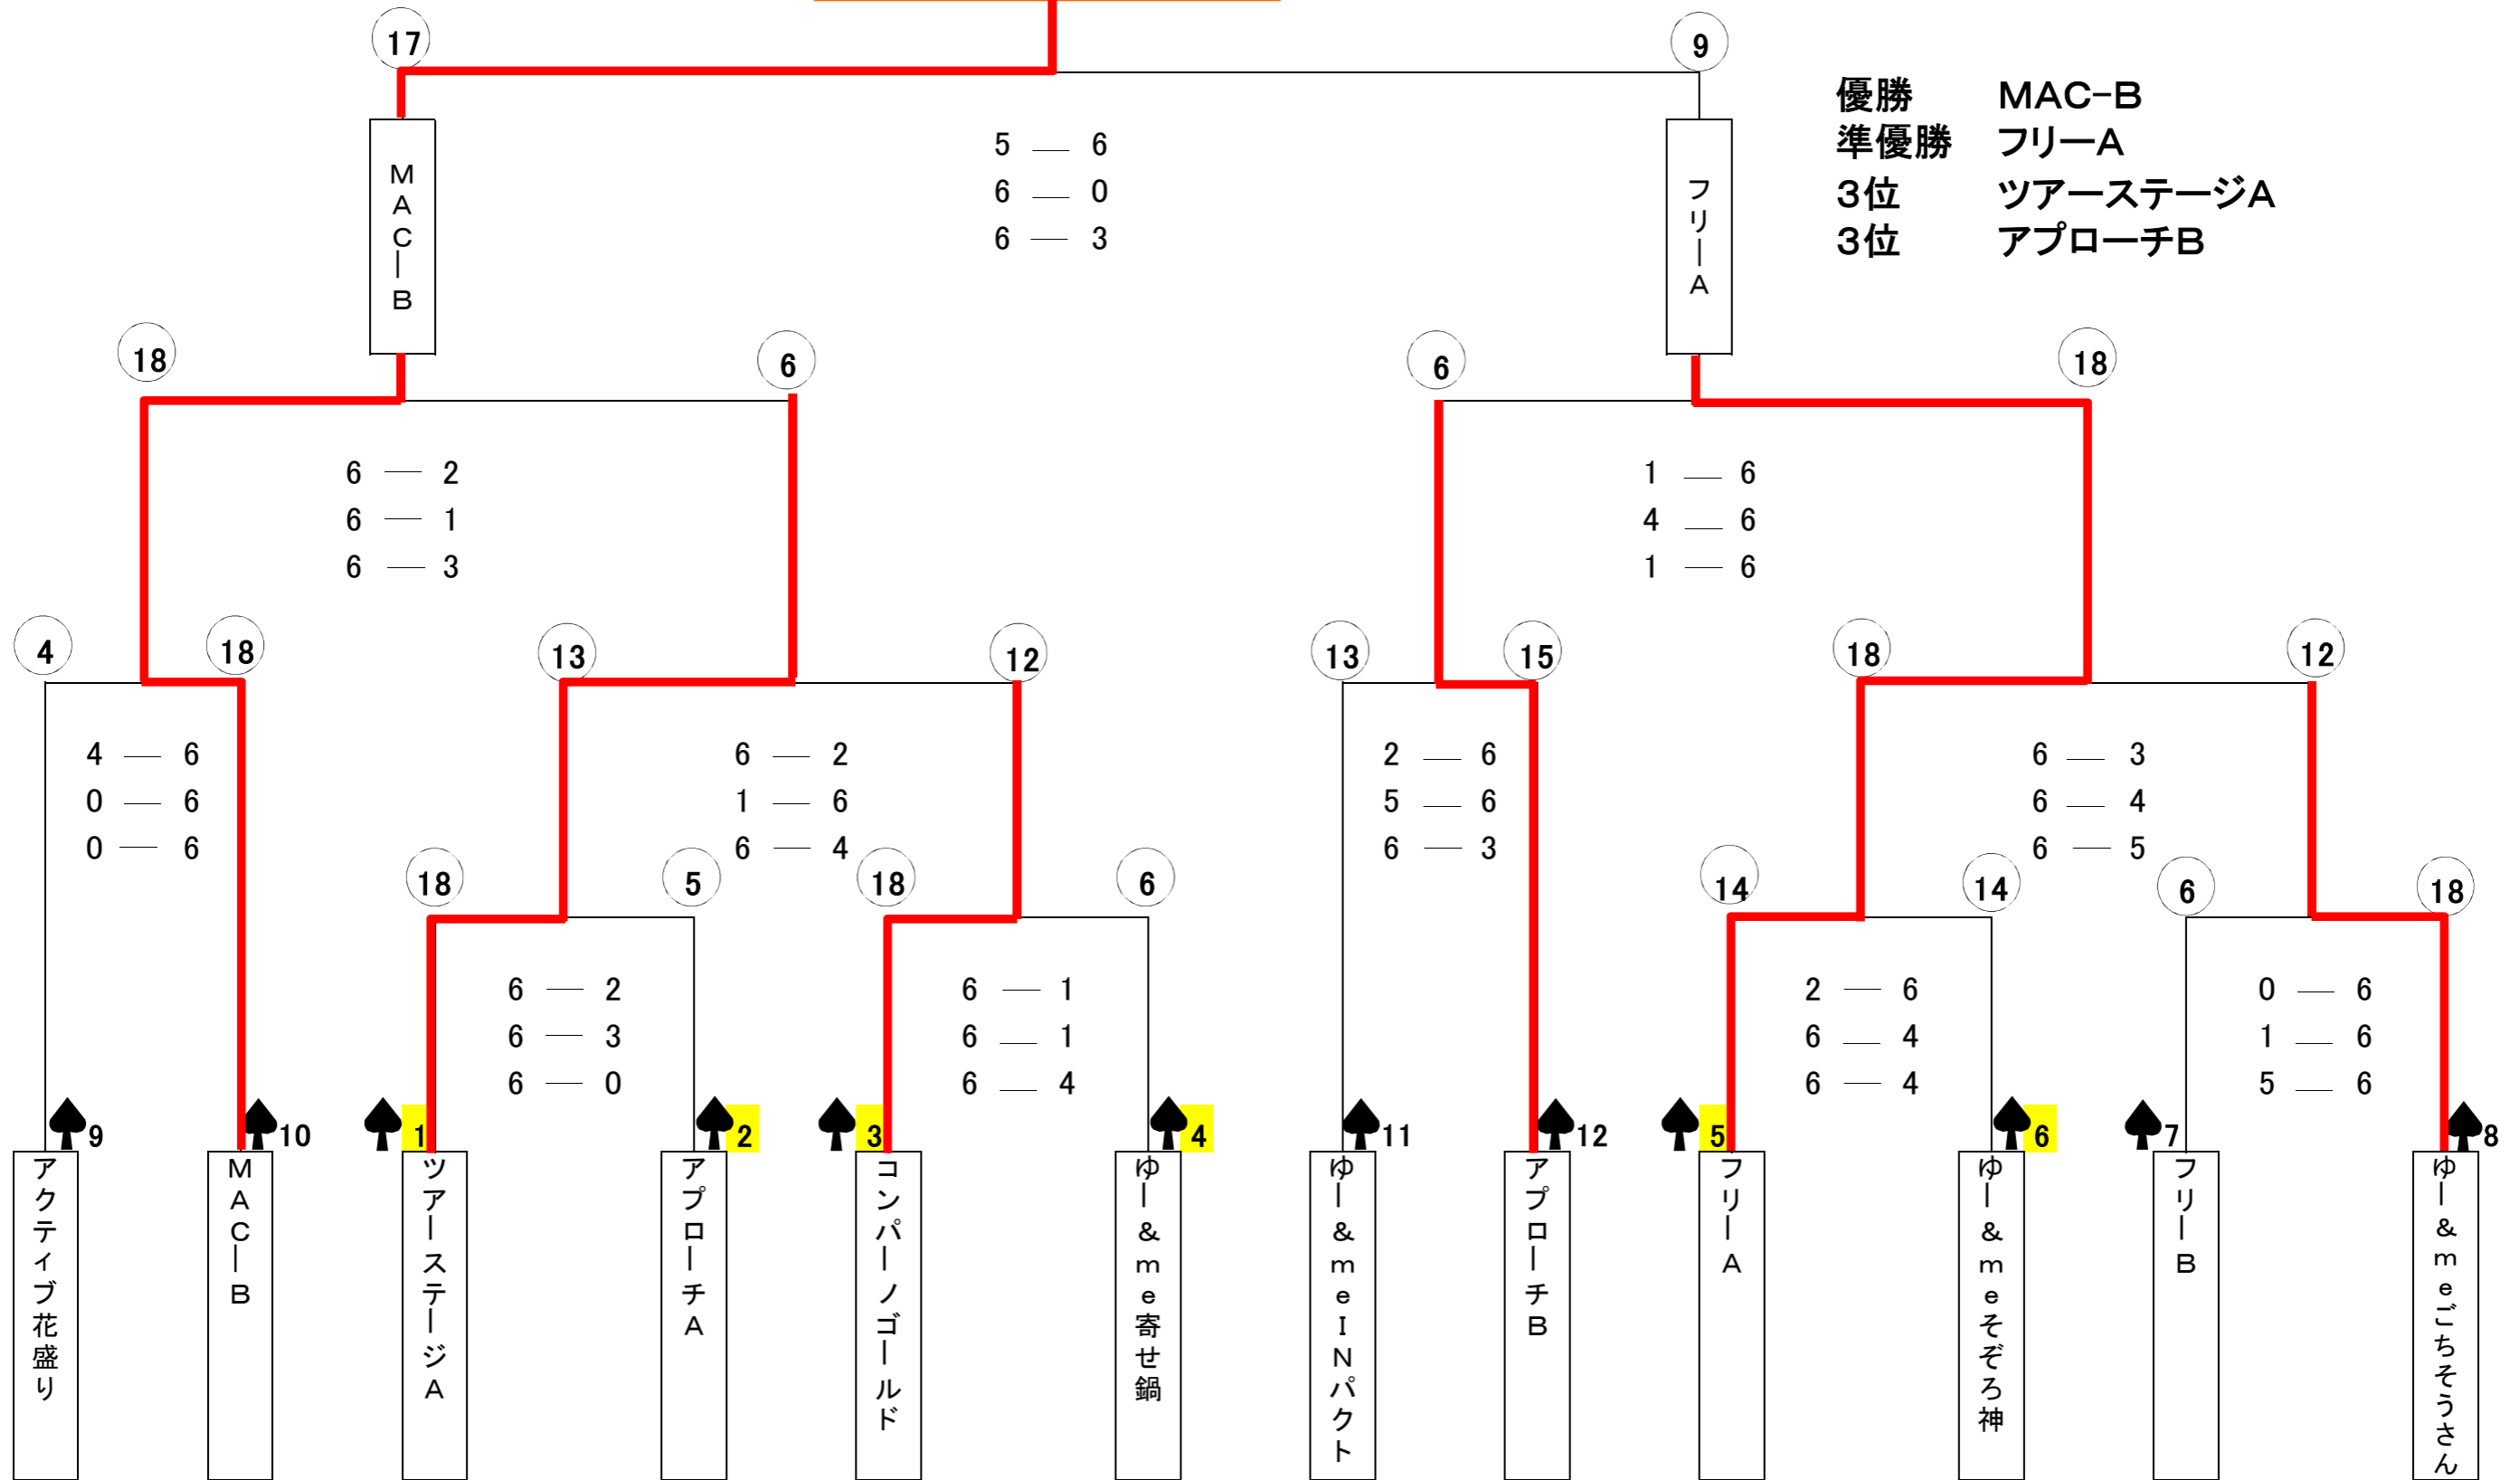 17
9
優勝 MAC-B
準優勝 フリーA
3位 ツアーステージA
3位 アプローチB
MAC-B
フリーA
5 — 6
6 — 0
6 — 3
18
6
6
18
6 — 2
6 — 1
6 — 3
1 — 6
4 — 6
1 — 6
4
18
13
12
13
15
18
12
4 — 6
0 — 6
0 — 6
6 — 2
1 — 6
6 — 4
2 — 6
5 — 6
6 — 3
6 — 3
6 — 4
6 — 5
18
5
18
6
14
14
6
18
6 — 2
6 — 3
6 — 0
6 — 1
6 — 1
6 — 4
2 — 6
6 — 4
6 — 4
0 — 6
1 — 6
5 — 6
♠9
♠10
♠1
♠2
♠3
♠4
♠11
♠12
♠5
♠6
♠7
♠8
アクティブ花盛り
MAC-B
ツアーステージA
アプローチA
コンパーノゴールド
ゆー&me寄せ鍋
ゆー&meINパクト
アプローチB
フリーA
ゆー&meそぞろ神
フリーB
ゆー&meごちそうさん